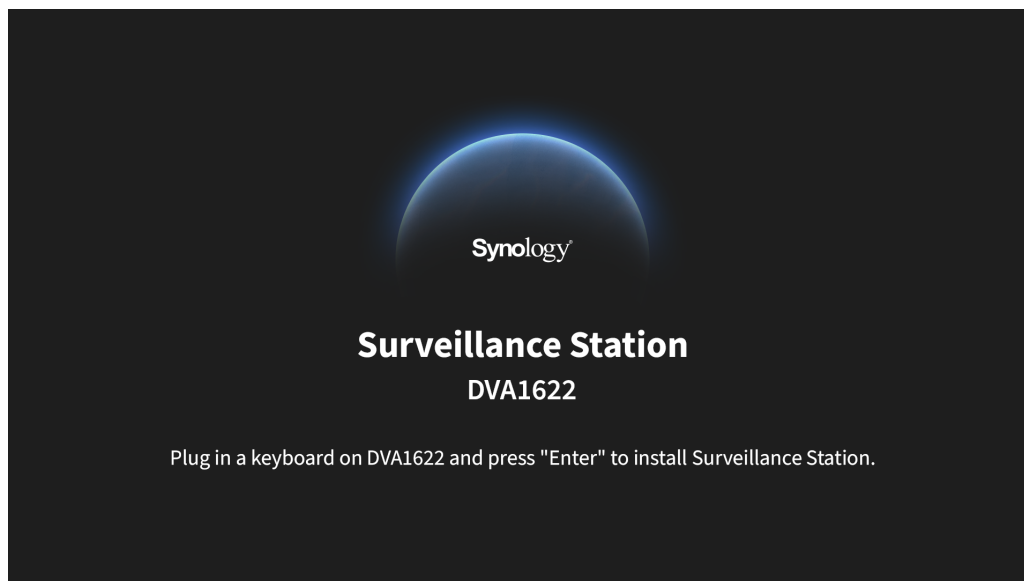 Synology®
Surveillance Station
DVA1622
Plug in a keyboard on DVA1622 and press "Enter" to install Surveillance Station.